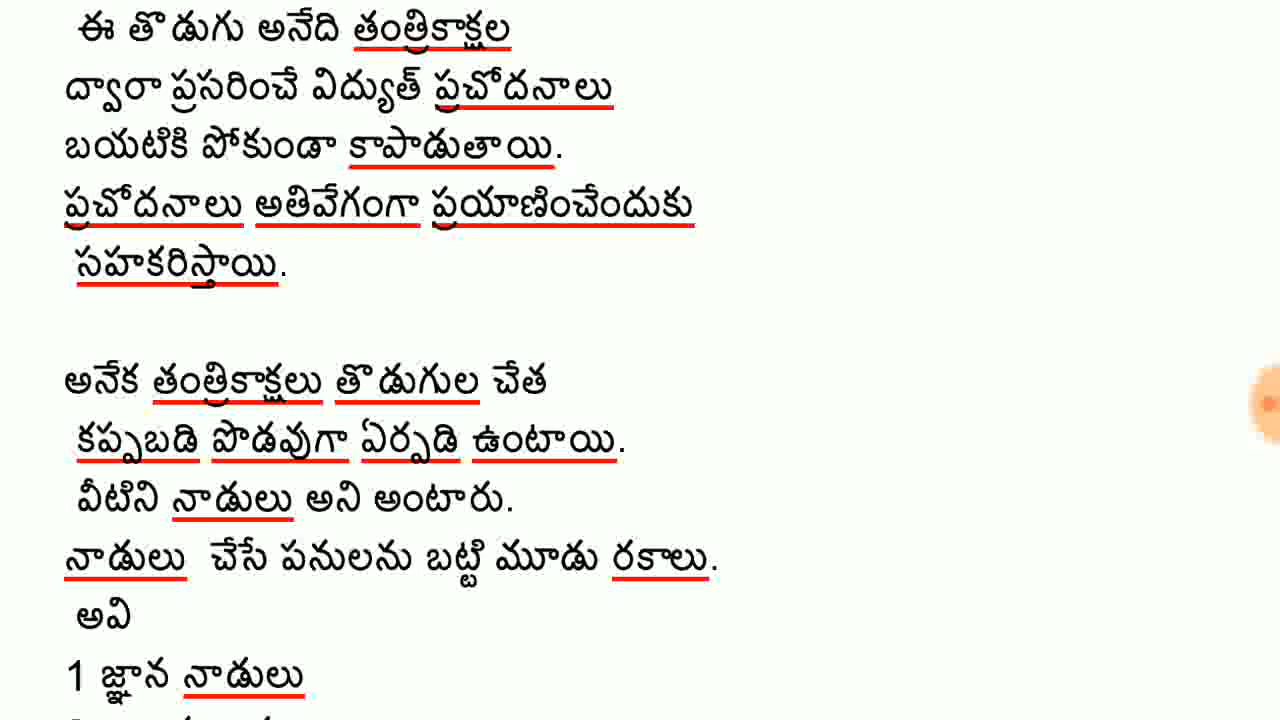 ఈ తొడుగు అనేది తంత్రికాక్షల
ద్వారా ప్రసరించే విద్యుత్ ప్రచోదనాలు
బయటికి పోకుండా కాపాడుతాయి.
ప్రచోదనాలు అతివేగంగా ప్రయాణించేందుకు
సహకరిస్తాయి.
అనేక తంత్రికాక్షలు తొడుగుల చేత
కప్పబడి పొడవుగా ఏర్పడి ఉంటాయి.
వీటిని నాడులు అని అంటారు.
నాడులు చేసే పనులను బట్టి మూడు రకాలు.
అవి
1 జ్ఞాన నాడులు